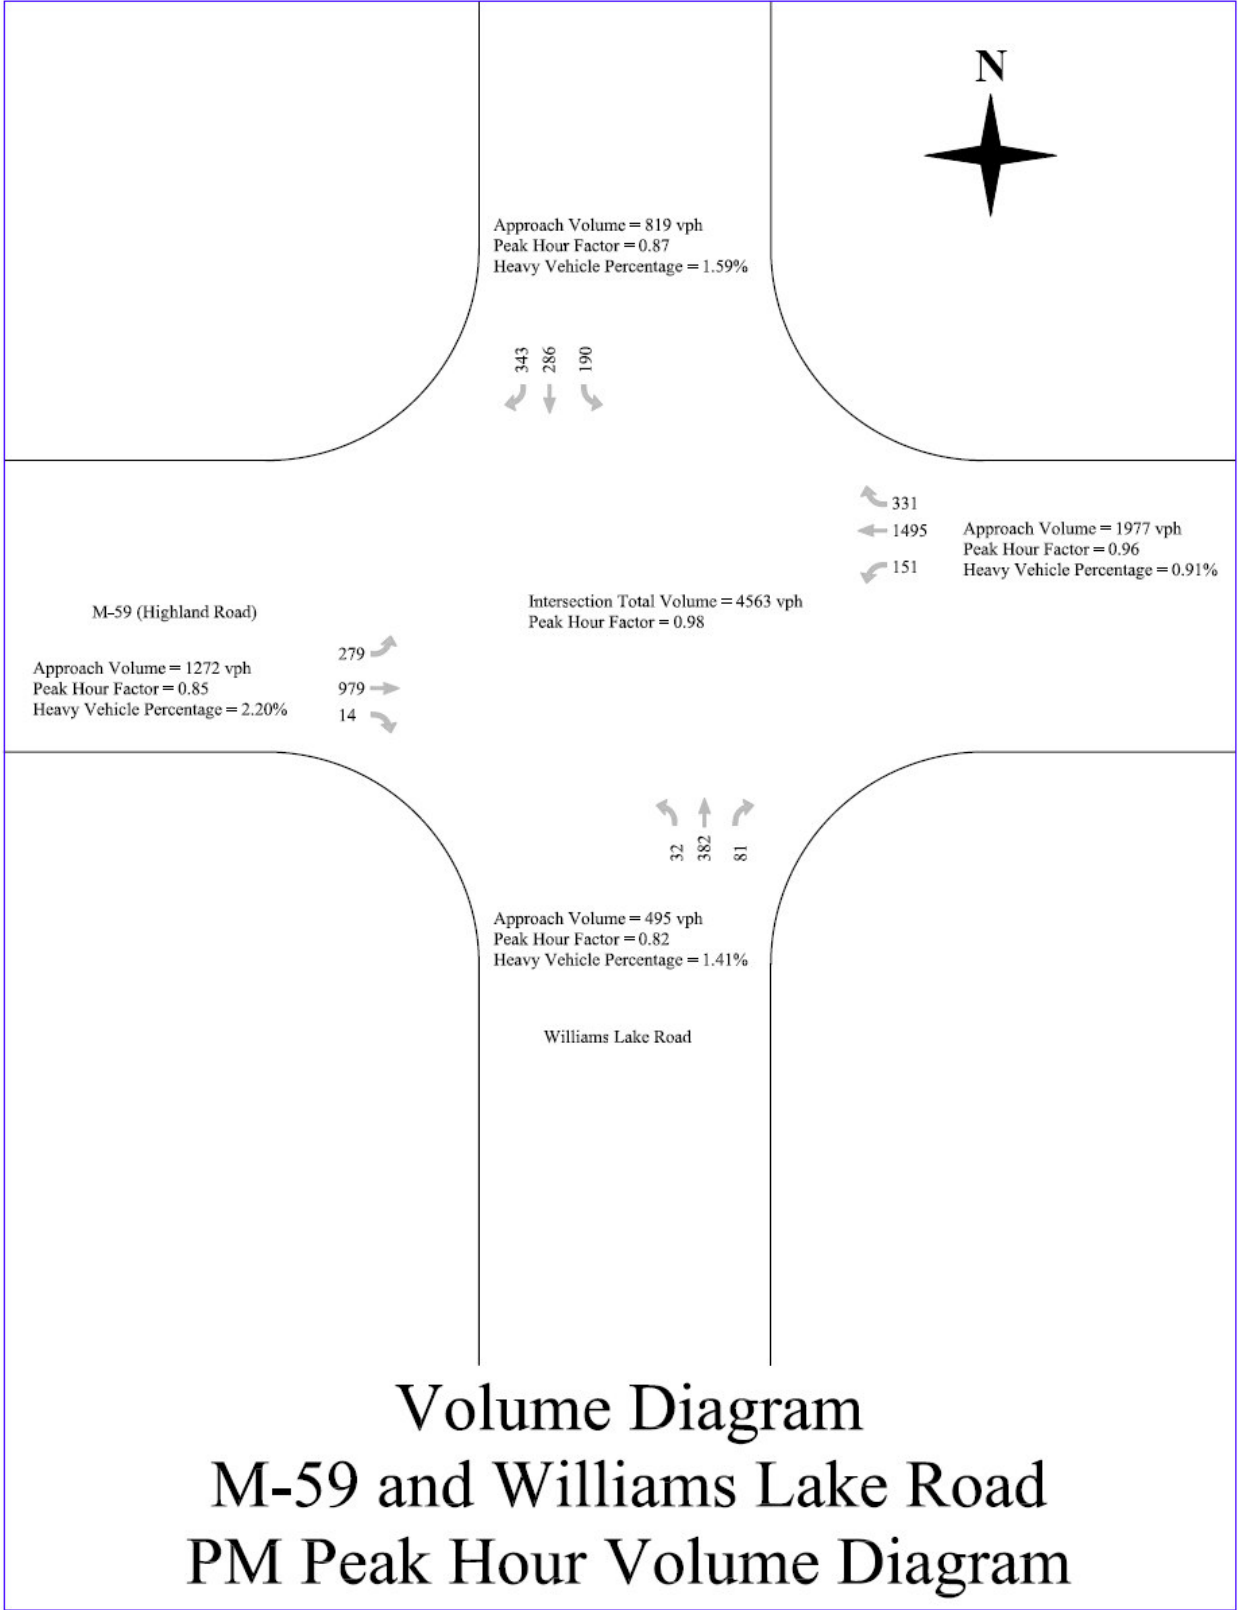 N
Approach Volume = 819 vph
Peak Hour Factor = 0.87
Heavy Vehicle Percentage = 1.59%
343 286 190
331
1495
151
Approach Volume = 1977 vph
Peak Hour Factor = 0.96
Heavy Vehicle Percentage = 0.91%
Intersection Total Volume = 4563 vph
Peak Hour Factor = 0.98
M-59 (Highland Road)
Approach Volume = 1272 vph
Peak Hour Factor = 0.85
Heavy Vehicle Percentage = 2.20%
279
979
14
32 382 81
Approach Volume = 495 vph
Peak Hour Factor = 0.82
Heavy Vehicle Percentage = 1.41%
Williams Lake Road
Volume Diagram
M-59 and Williams Lake Road
PM Peak Hour Volume Diagram